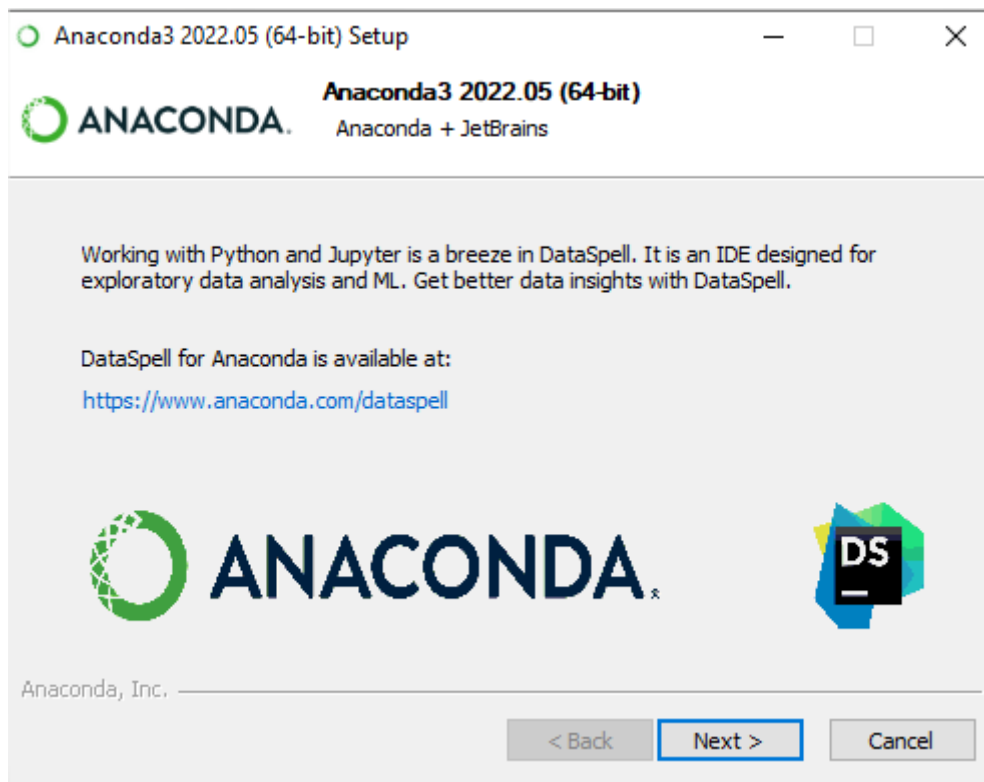 Anaconda3 2022.05 (64-bit) Setup
ANACONDA.
Anaconda3 2022.05 (64-bit)
Anaconda + JetBrains
Working with Python and Jupyter is a breeze in DataSpell. It is an IDE designed for
exploratory data analysis and ML. Get better data insights with DataSpell.
DataSpell for Anaconda is available at:
https://www.anaconda.com/dataspell
ANACONDA.®
DS
Anaconda, Inc.
< Back
Next >
Cancel